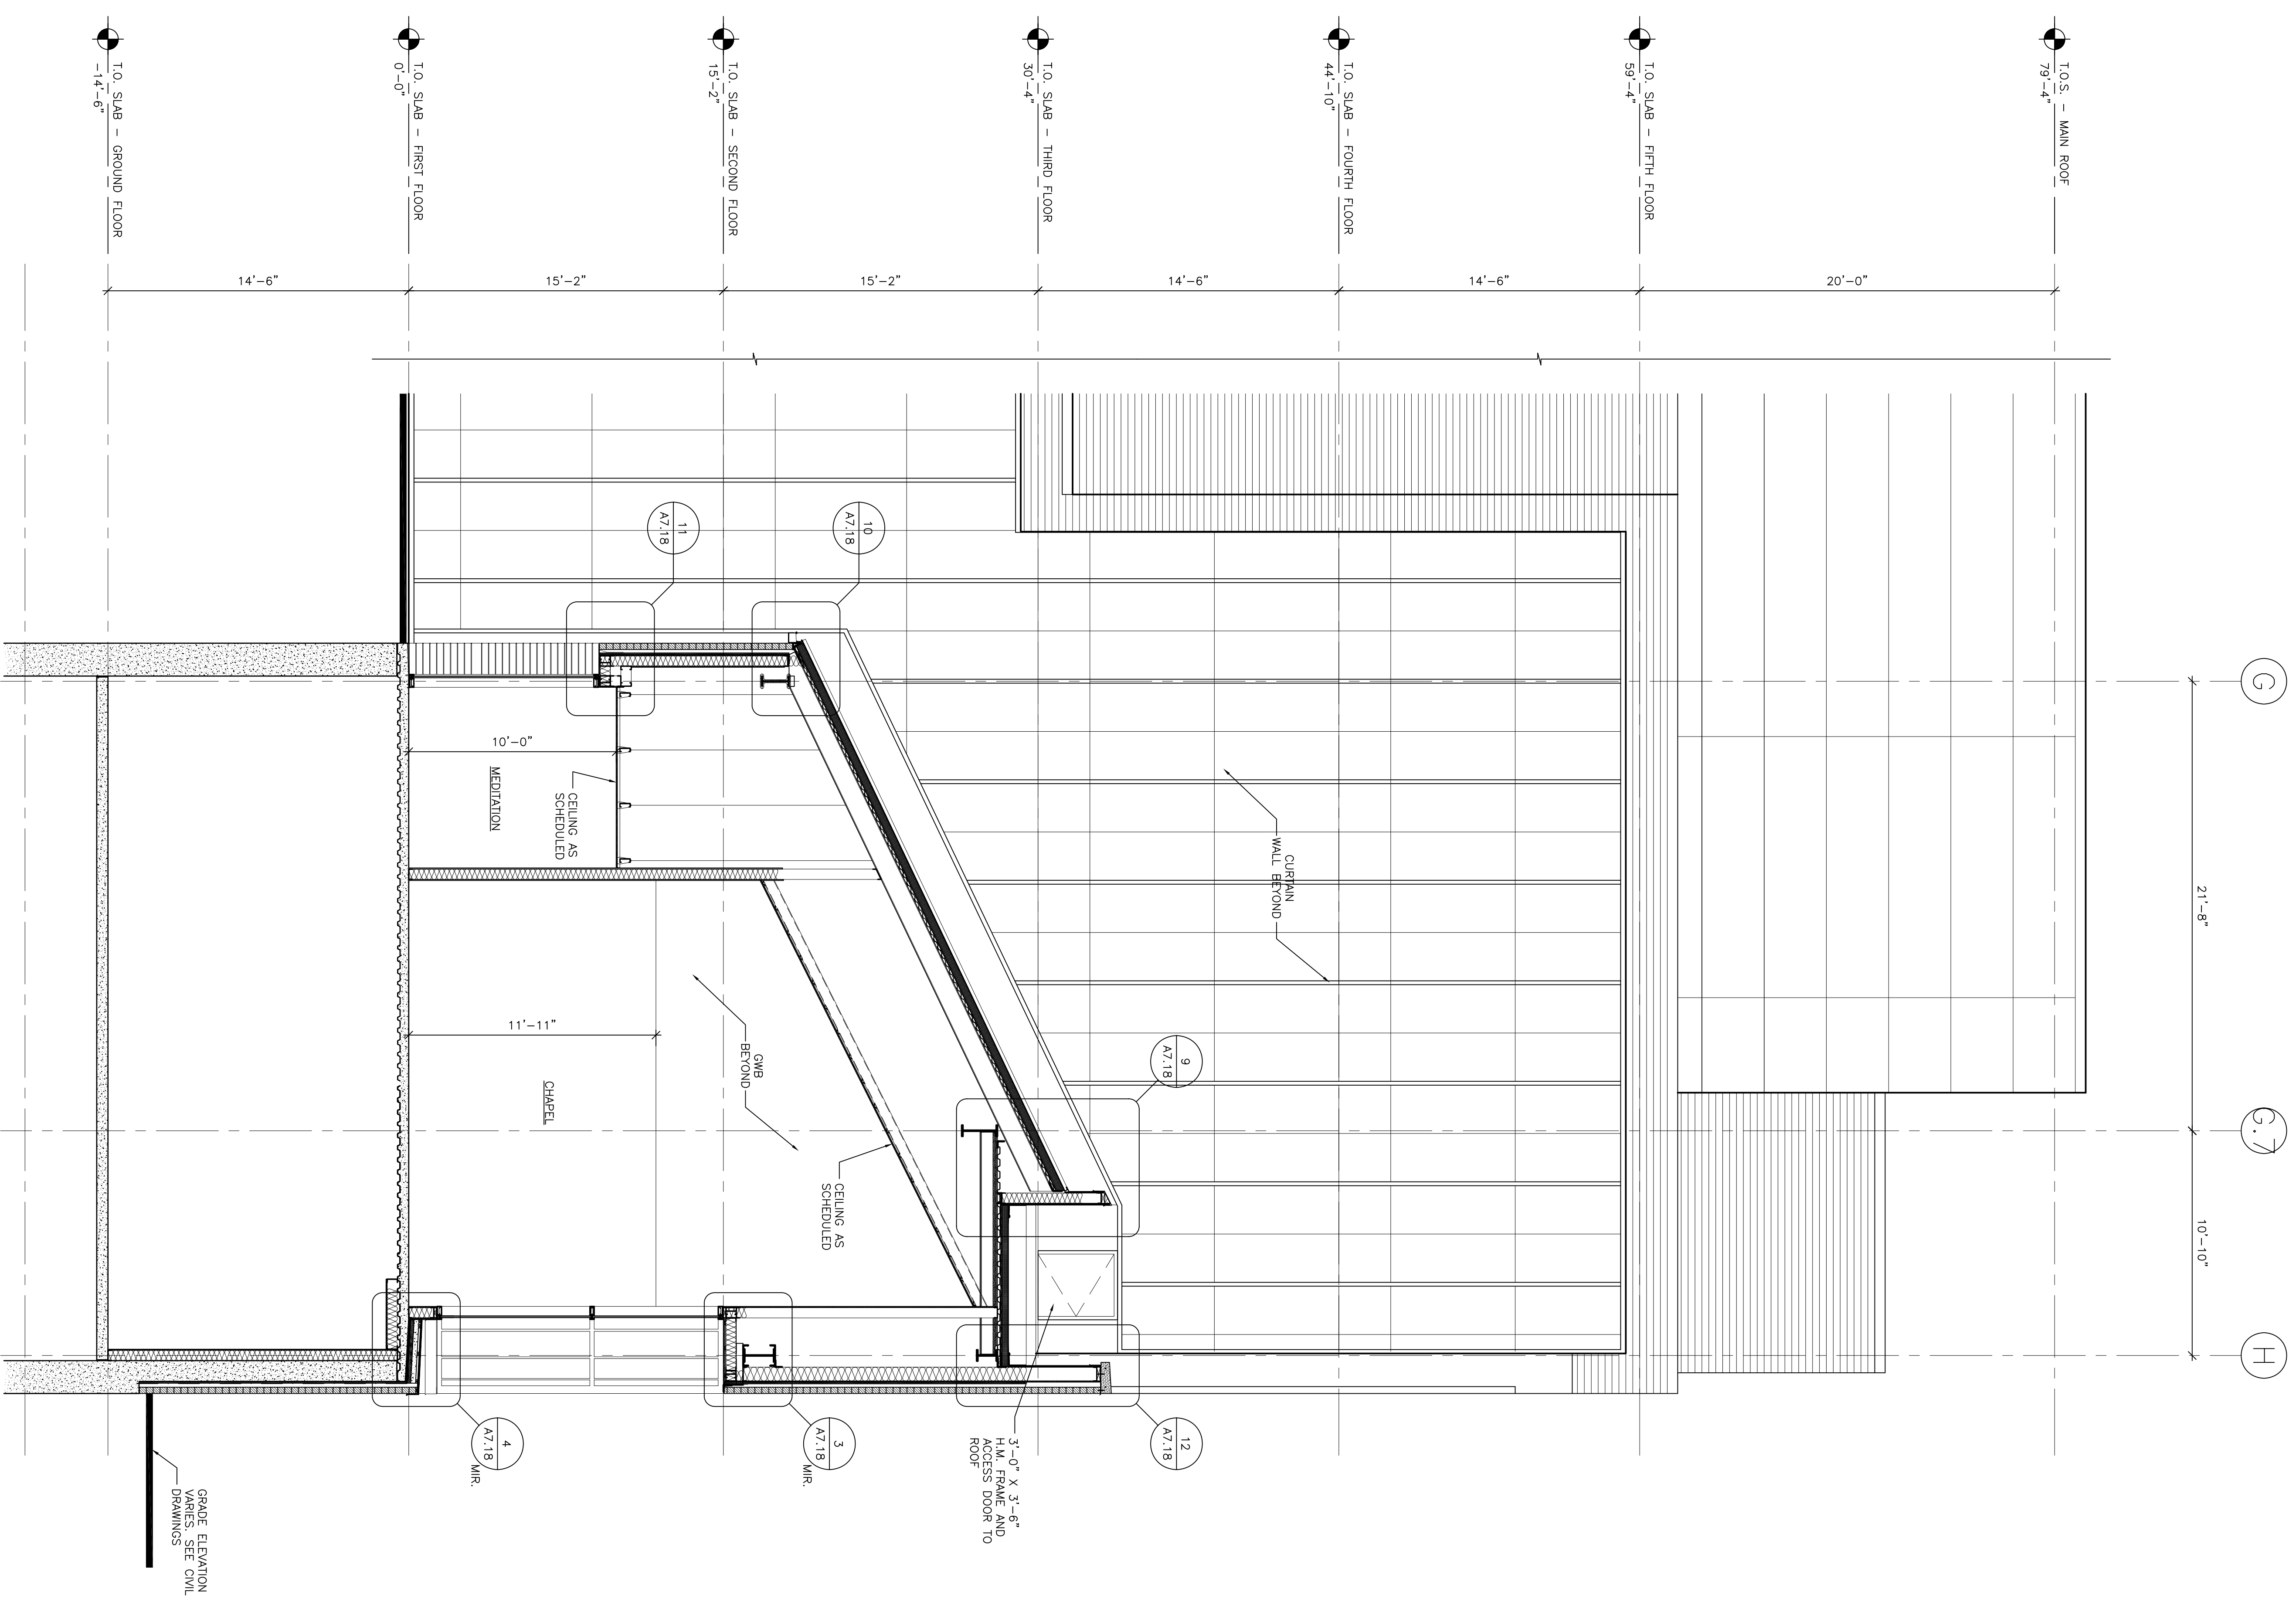 T.O.S. - MAIN ROOF
79'-4"
T.O. SLAB - FIFTH FLOOR
59'-4"
T.O. SLAB - FOURTH FLOOR
44'-10"
T.O. SLAB - THIRD FLOOR
30'-4"
T.O. SLAB - SECOND FLOOR
15'-2"
T.O. SLAB - FIRST FLOOR
0'-0"
T.O. SLAB - GROUND FLOOR
-14'-6"
20'-0"
14'-6"
14'-6"
15'-2"
15'-2"
14'-6"
G
G.7
H
21'-8"
10'-10"
10
A7.18
11
A7.18
9
A7.18
12
A7.18
3
A7.18
MIR.
4
A7.18
MIR.
CURTAIN
WALL BEYOND
10'-0"
CEILING AS
SCHEDULED
MEDITATION
11'-11"
GWB
BEYOND
CEILING AS
SCHEDULED
CHAPEL
3'-0" X 3'-6"
H.M. FRAME AND
ACCESS DOOR TO
ROOF
GRADE ELEVATION
VARIES. SEE CIVIL
DRAWINGS